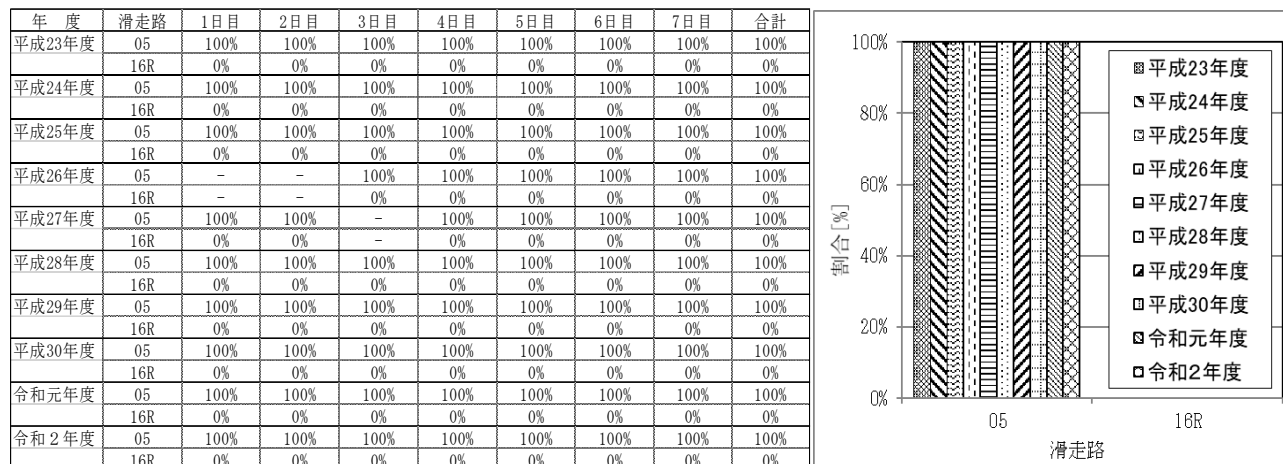 年　度 滑走路 1日目 2日目 3日目 4日目 5日目 6日目 7日目 合計
平成23年度 05 100% 100% 100% 100% 100% 100% 100% 100%
16R 0% 0% 0% 0% 0% 0% 0% 0%
平成24年度 05 100% 100% 100% 100% 100% 100% 100% 100%
16R 0% 0% 0% 0% 0% 0% 0% 0%
平成25年度 05 100% 100% 100% 100% 100% 100% 100% 100%
16R 0% 0% 0% 0% 0% 0% 0% 0%
平成26年度 05 － － 100% 100% 100% 100% 100% 100%
16R － － 0% 0% 0% 0% 0% 0%
平成27年度 05 100% 100% － 100% 100% 100% 100% 100%
16R 0% 0% － 0% 0% 0% 0% 0%
平成28年度 05 100% 100% 100% 100% 100% 100% 100% 100%
16R 0% 0% 0% 0% 0% 0% 0% 0%
平成29年度 05 100% 100% 100% 100% 100% 100% 100% 100%
16R 0% 0% 0% 0% 0% 0% 0% 0%
平成30年度 05 100% 100% 100% 100% 100% 100% 100% 100%
16R 0% 0% 0% 0% 0% 0% 0% 0%
令和元年度 05 100% 100% 100% 100% 100% 100% 100% 100%
16R 0% 0% 0% 0% 0% 0% 0% 0%
令和２年度 05 100% 100% 100% 100% 100% 100% 100% 100%
16R 0% 0% 0% 0% 0% 0% 0% 0%
割合[%]
100%
80%
60%
40%
20%
0%
05 16R
滑走路
平成23年度
平成24年度
平成25年度
平成26年度
平成27年度
平成28年度
平成29年度
平成30年度
令和元年度
令和２年度